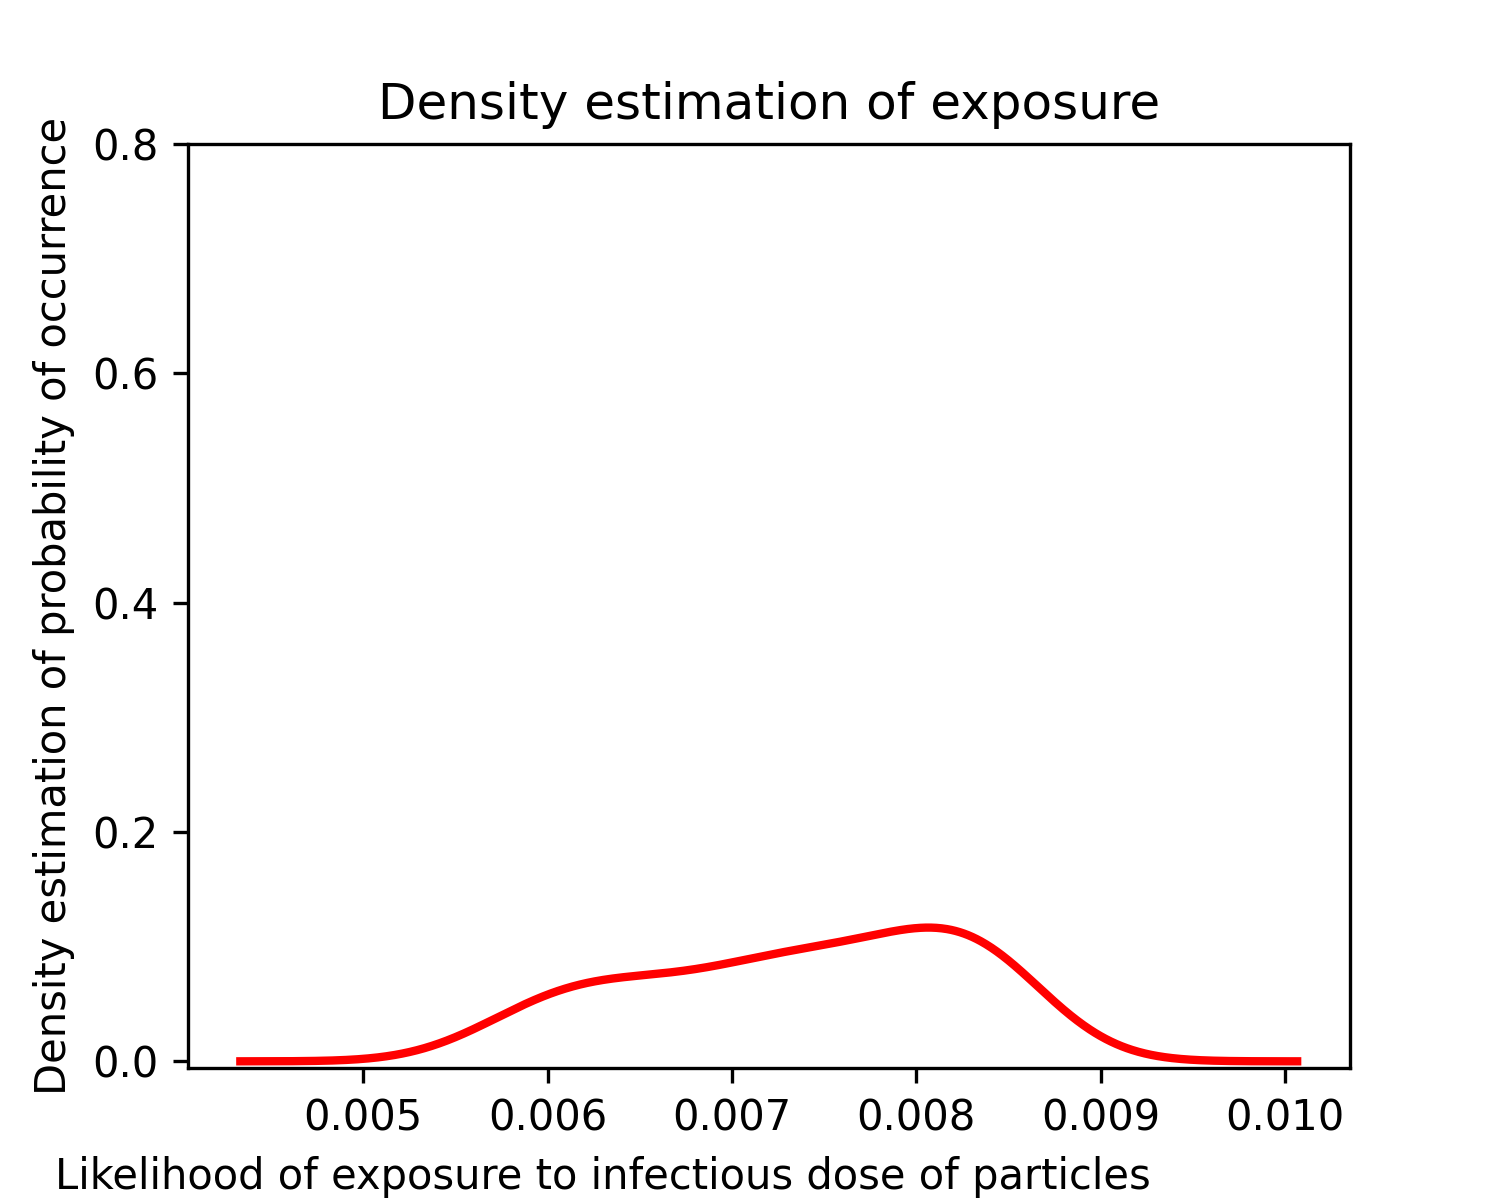 Density estimation of exposure
Density estimation of probability of occurrence
0.8
0.6
0.4
0.2
0.0
0.005 0.006 0.007 0.008 0.009 0.010
Likelihood of exposure to infectious dose of particles